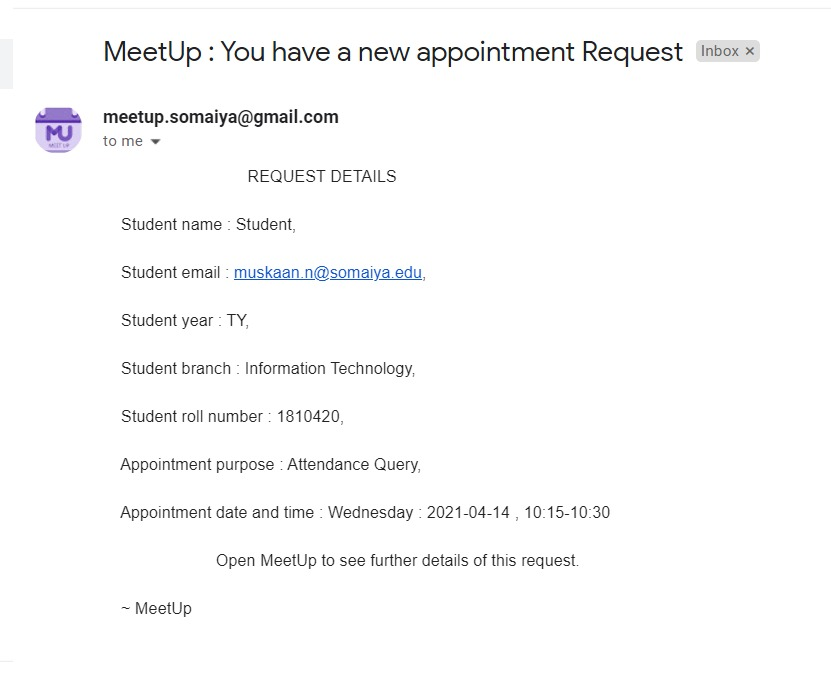 MeetUp : You have a new appointment Request Inbox ×
meetup.somaiya@gmail.com
MU
MEET UP
to me
REQUEST DETAILS
Student name : Student,
Student email : muskaan.n@somaiya.edu,
Student year : TY,
Student branch : Information Technology,
Student roll number : 1810420,
Appointment purpose : Attendance Query,
Appointment date and time : Wednesday : 2021-04-14 , 10:15-10:30
Open MeetUp to see further details of this request.
~ MeetUp